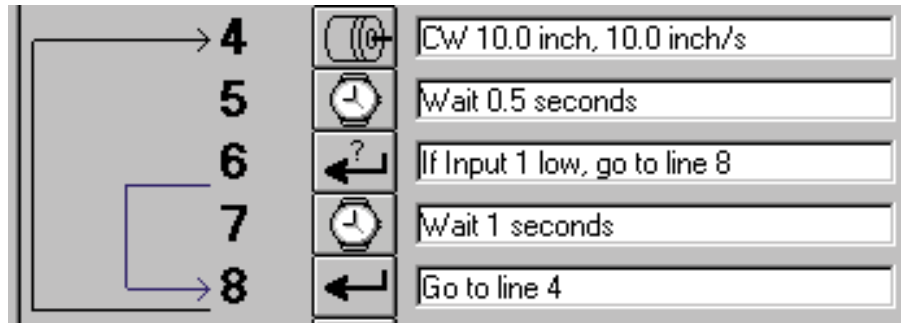 4 CW 10.0 inch, 10.0 inch/s
5 Wait 0.5 seconds
6 ? If Input 1 low, go to line 8
7 Wait 1 seconds
8 Go to line 4